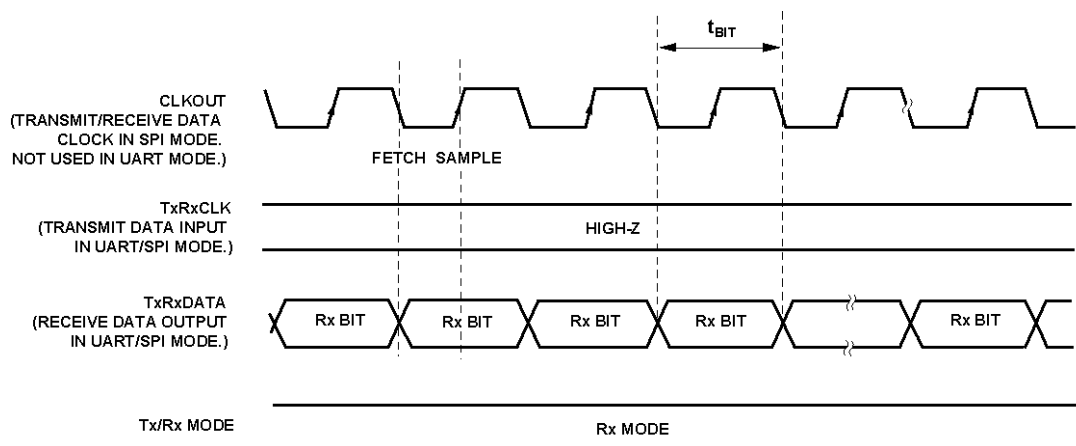 tBIT
CLKOUT
(TRANSMIT/RECEIVE DATA
CLOCK IN SPI MODE.
NOT USED IN UART MODE.)
FETCH SAMPLE
TxRxCLK
(TRANSMIT DATA INPUT
IN UART/SPI MODE.)
HIGH-Z
TxRxDATA
(RECEIVE DATA OUTPUT
IN UART/SPI MODE.)
Rx BIT Rx BIT Rx BIT Rx BIT Rx BIT
Tx/Rx MODE
Rx MODE